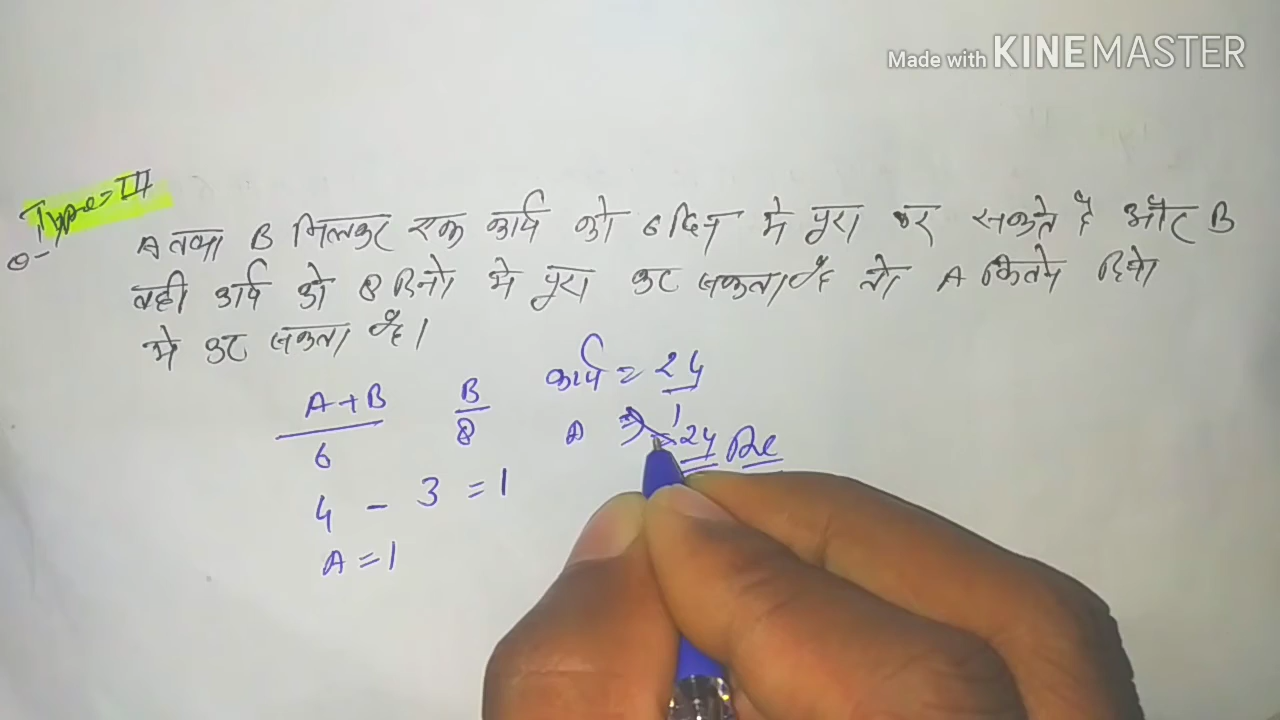 Made with KINEMASTER
Type=III
Q- A तथा B मिलकर एक कार्य को 6 दिन मे पूरा कर सकते है और B
वही कार्य को 8 दिनो मे पूरा कर सकता है तो A कितने दिनो
मे कर सकता है।
A+B B कार्य = 24
6 8 A ⇒ 1
24 दिन
4 - 3 = 1
A = 1